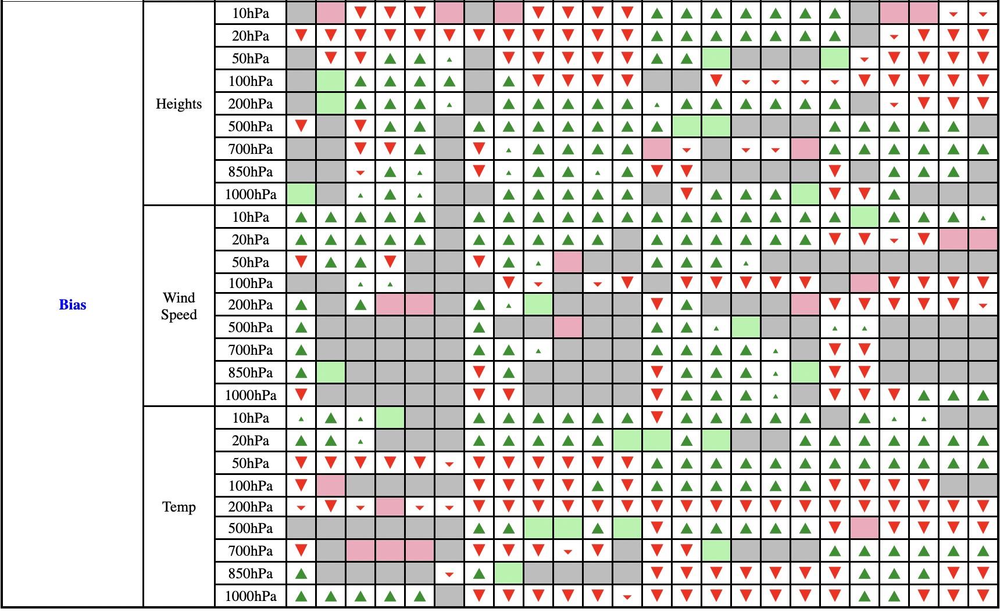 Bias
Heights
10hPa
20hPa
50hPa
100hPa
200hPa
500hPa
700hPa
850hPa
1000hPa
Wind
Speed
10hPa
20hPa
50hPa
100hPa
200hPa
500hPa
700hPa
850hPa
1000hPa
Temp
10hPa
20hPa
50hPa
100hPa
200hPa
500hPa
700hPa
850hPa
1000hPa